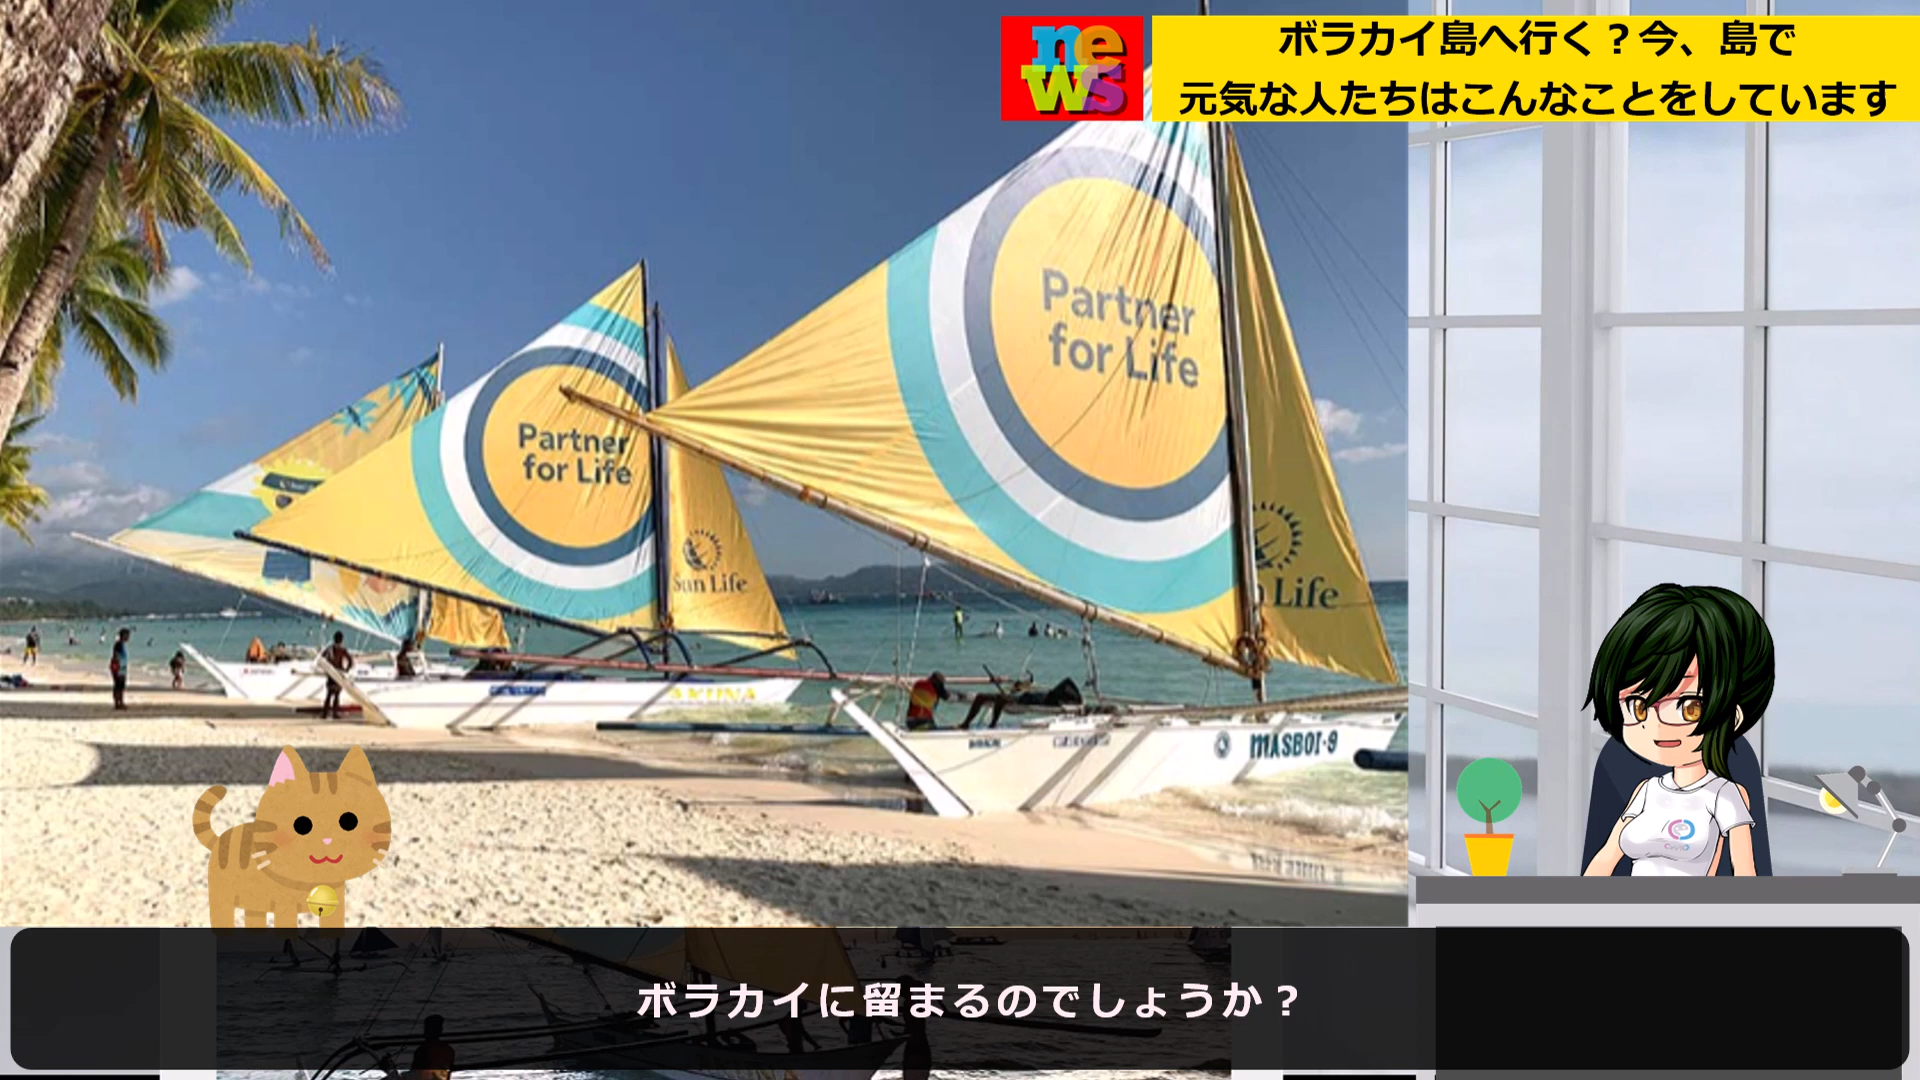 news
ボラカイ島へ行く？今、島で
元気な人たちはこんなことをしています
Partner
for Life
Partner
for Life
Sun Life
Life
MASBOI-9
ボラカイに留まるのでしょうか？